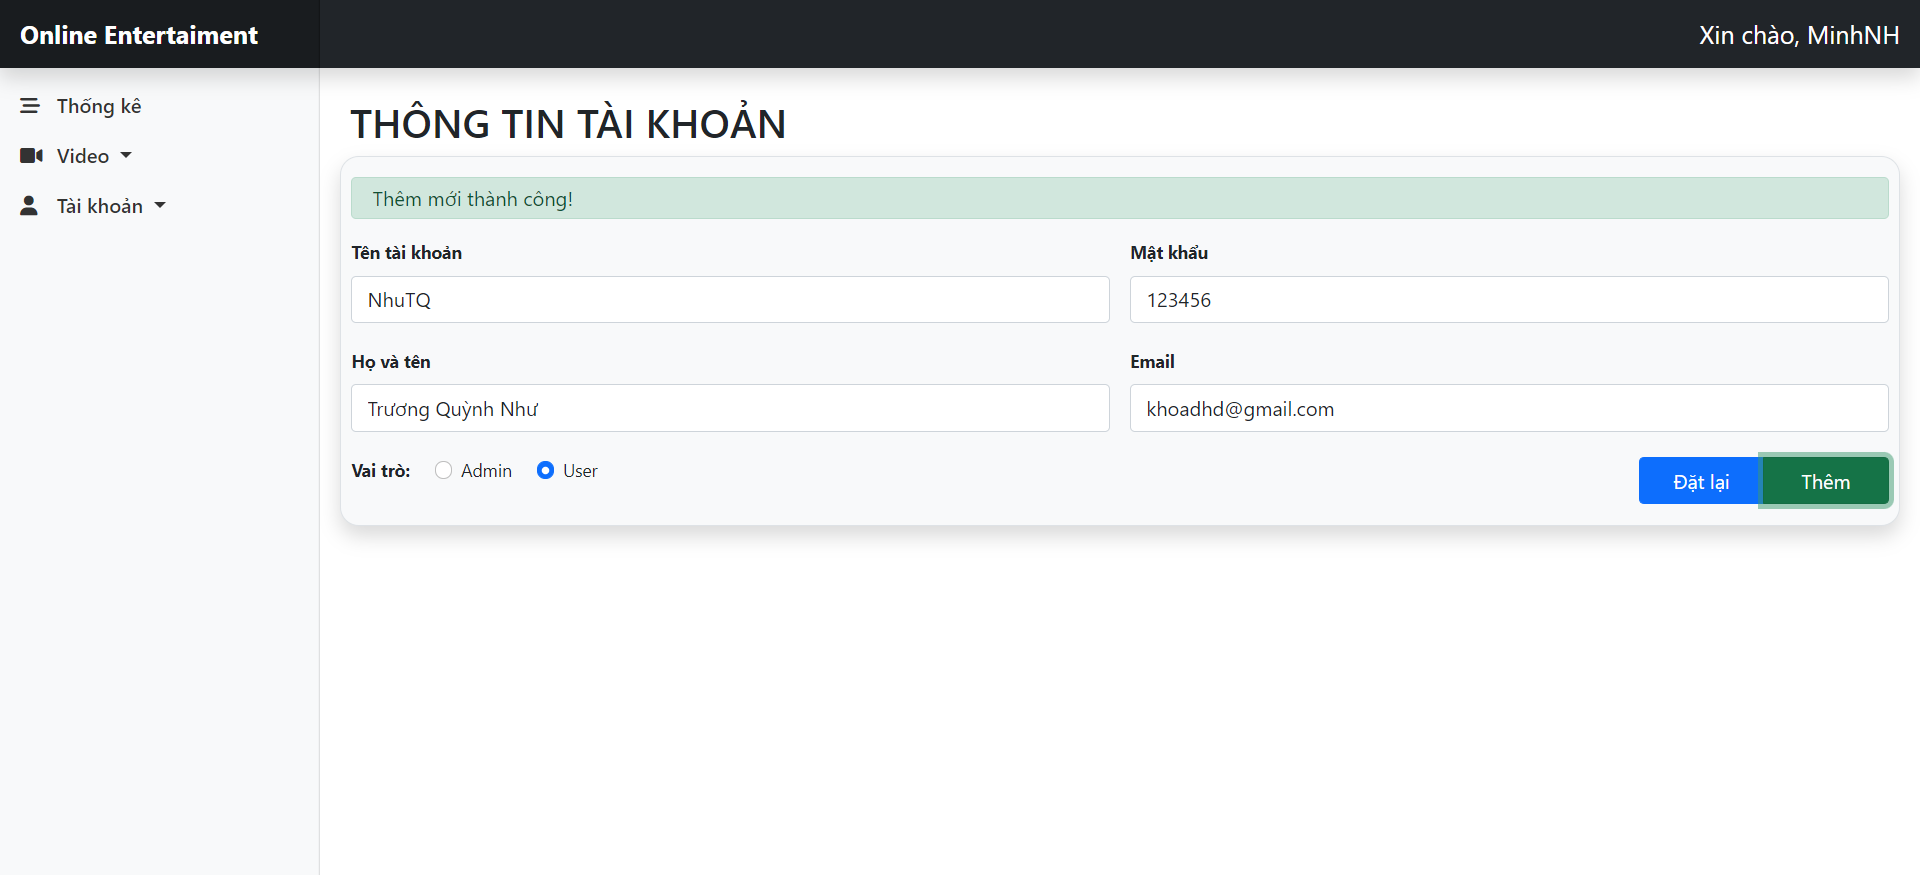 Online Entertaiment
Xin chào, MinhNH
Thống kê
Video
Tài khoản
THÔNG TIN TÀI KHOẢN
Thêm mới thành công!
Tên tài khoản
Mật khẩu
NhuTQ
123456
Họ và tên
Email
Trương Quỳnh Như
khoadhd@gmail.com
Vai trò: Admin User
Đặt lại
Thêm